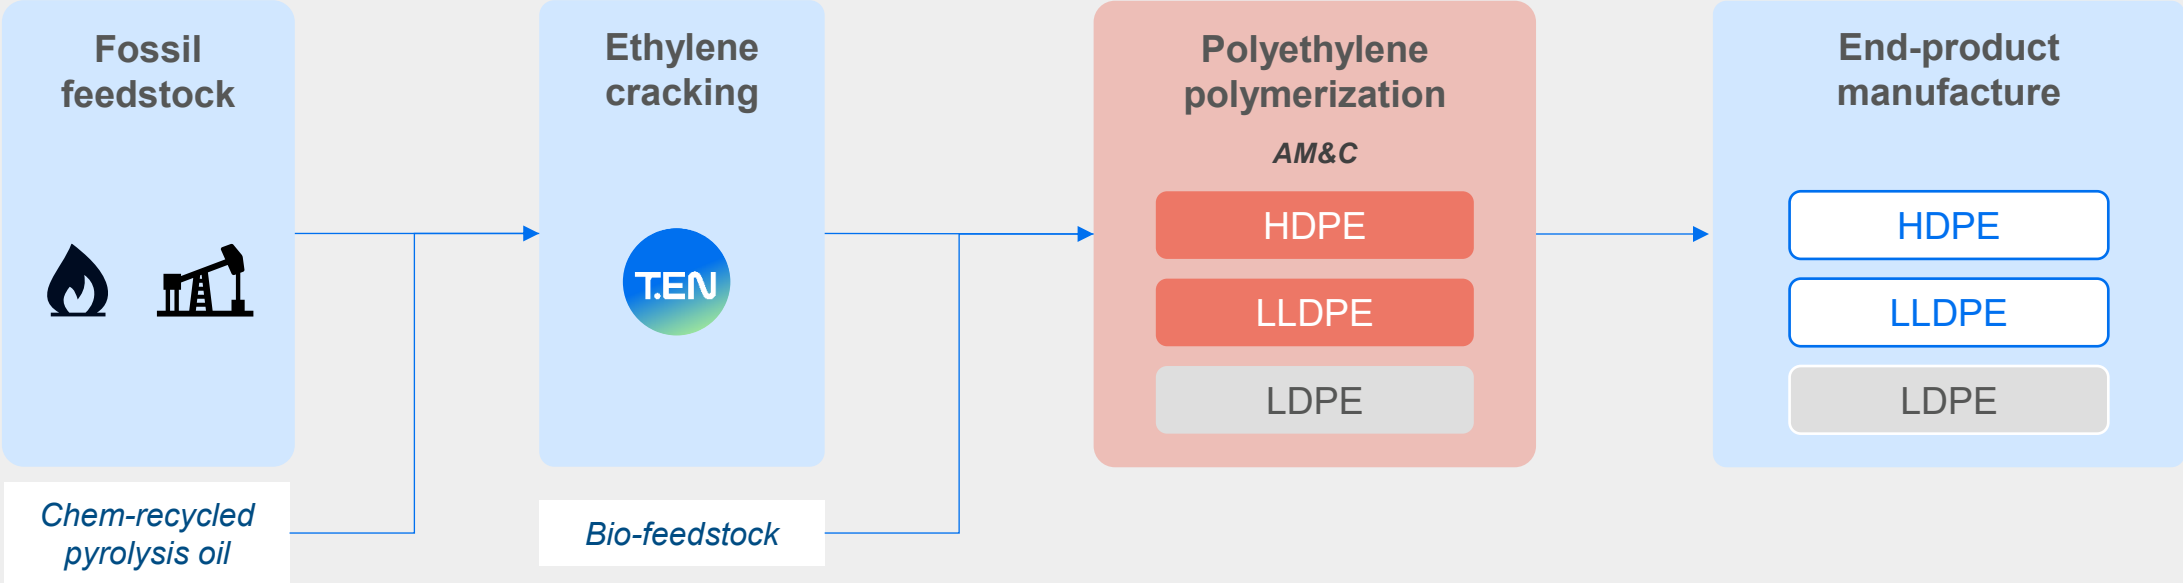 Fossil
feedstock
Ethylene
cracking
T.EN
Polyethylene
polymerization
AM&C
HDPE
LLDPE
LDPE
End-product
manufacture
HDPE
LLDPE
LDPE
Chem-recycled
pyrolysis oil
Bio-feedstock